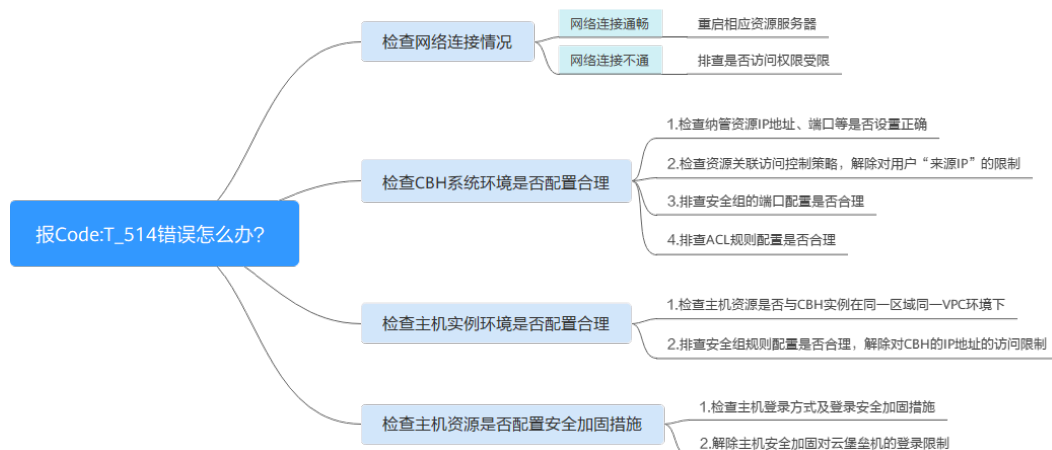 报Code:T_514错误怎么办?
检查网络连接情况
网络连接通畅
重启相应资源服务器
网络连接不通
排查是否访问权限受限
检查CBH系统环境是否配置合理
1.检查纳管资源IP地址、端口等是否设置正确
2.检查资源关联访问控制策略，解除对用户“来源IP”的限制
3.排查安全组的端口配置是否合理
4.排查ACL规则配置是否合理
检查主机实例环境是否配置合理
1.检查主机资源是否与CBH实例在同一区域同一VPC环境下
2.排查安全组规则配置是否合理，解除对CBH的IP地址的访问限制
检查主机资源是否配置安全加固措施
1.检查主机登录方式及登录安全加固措施
2.解除主机安全加固对云堡垒机的登录限制